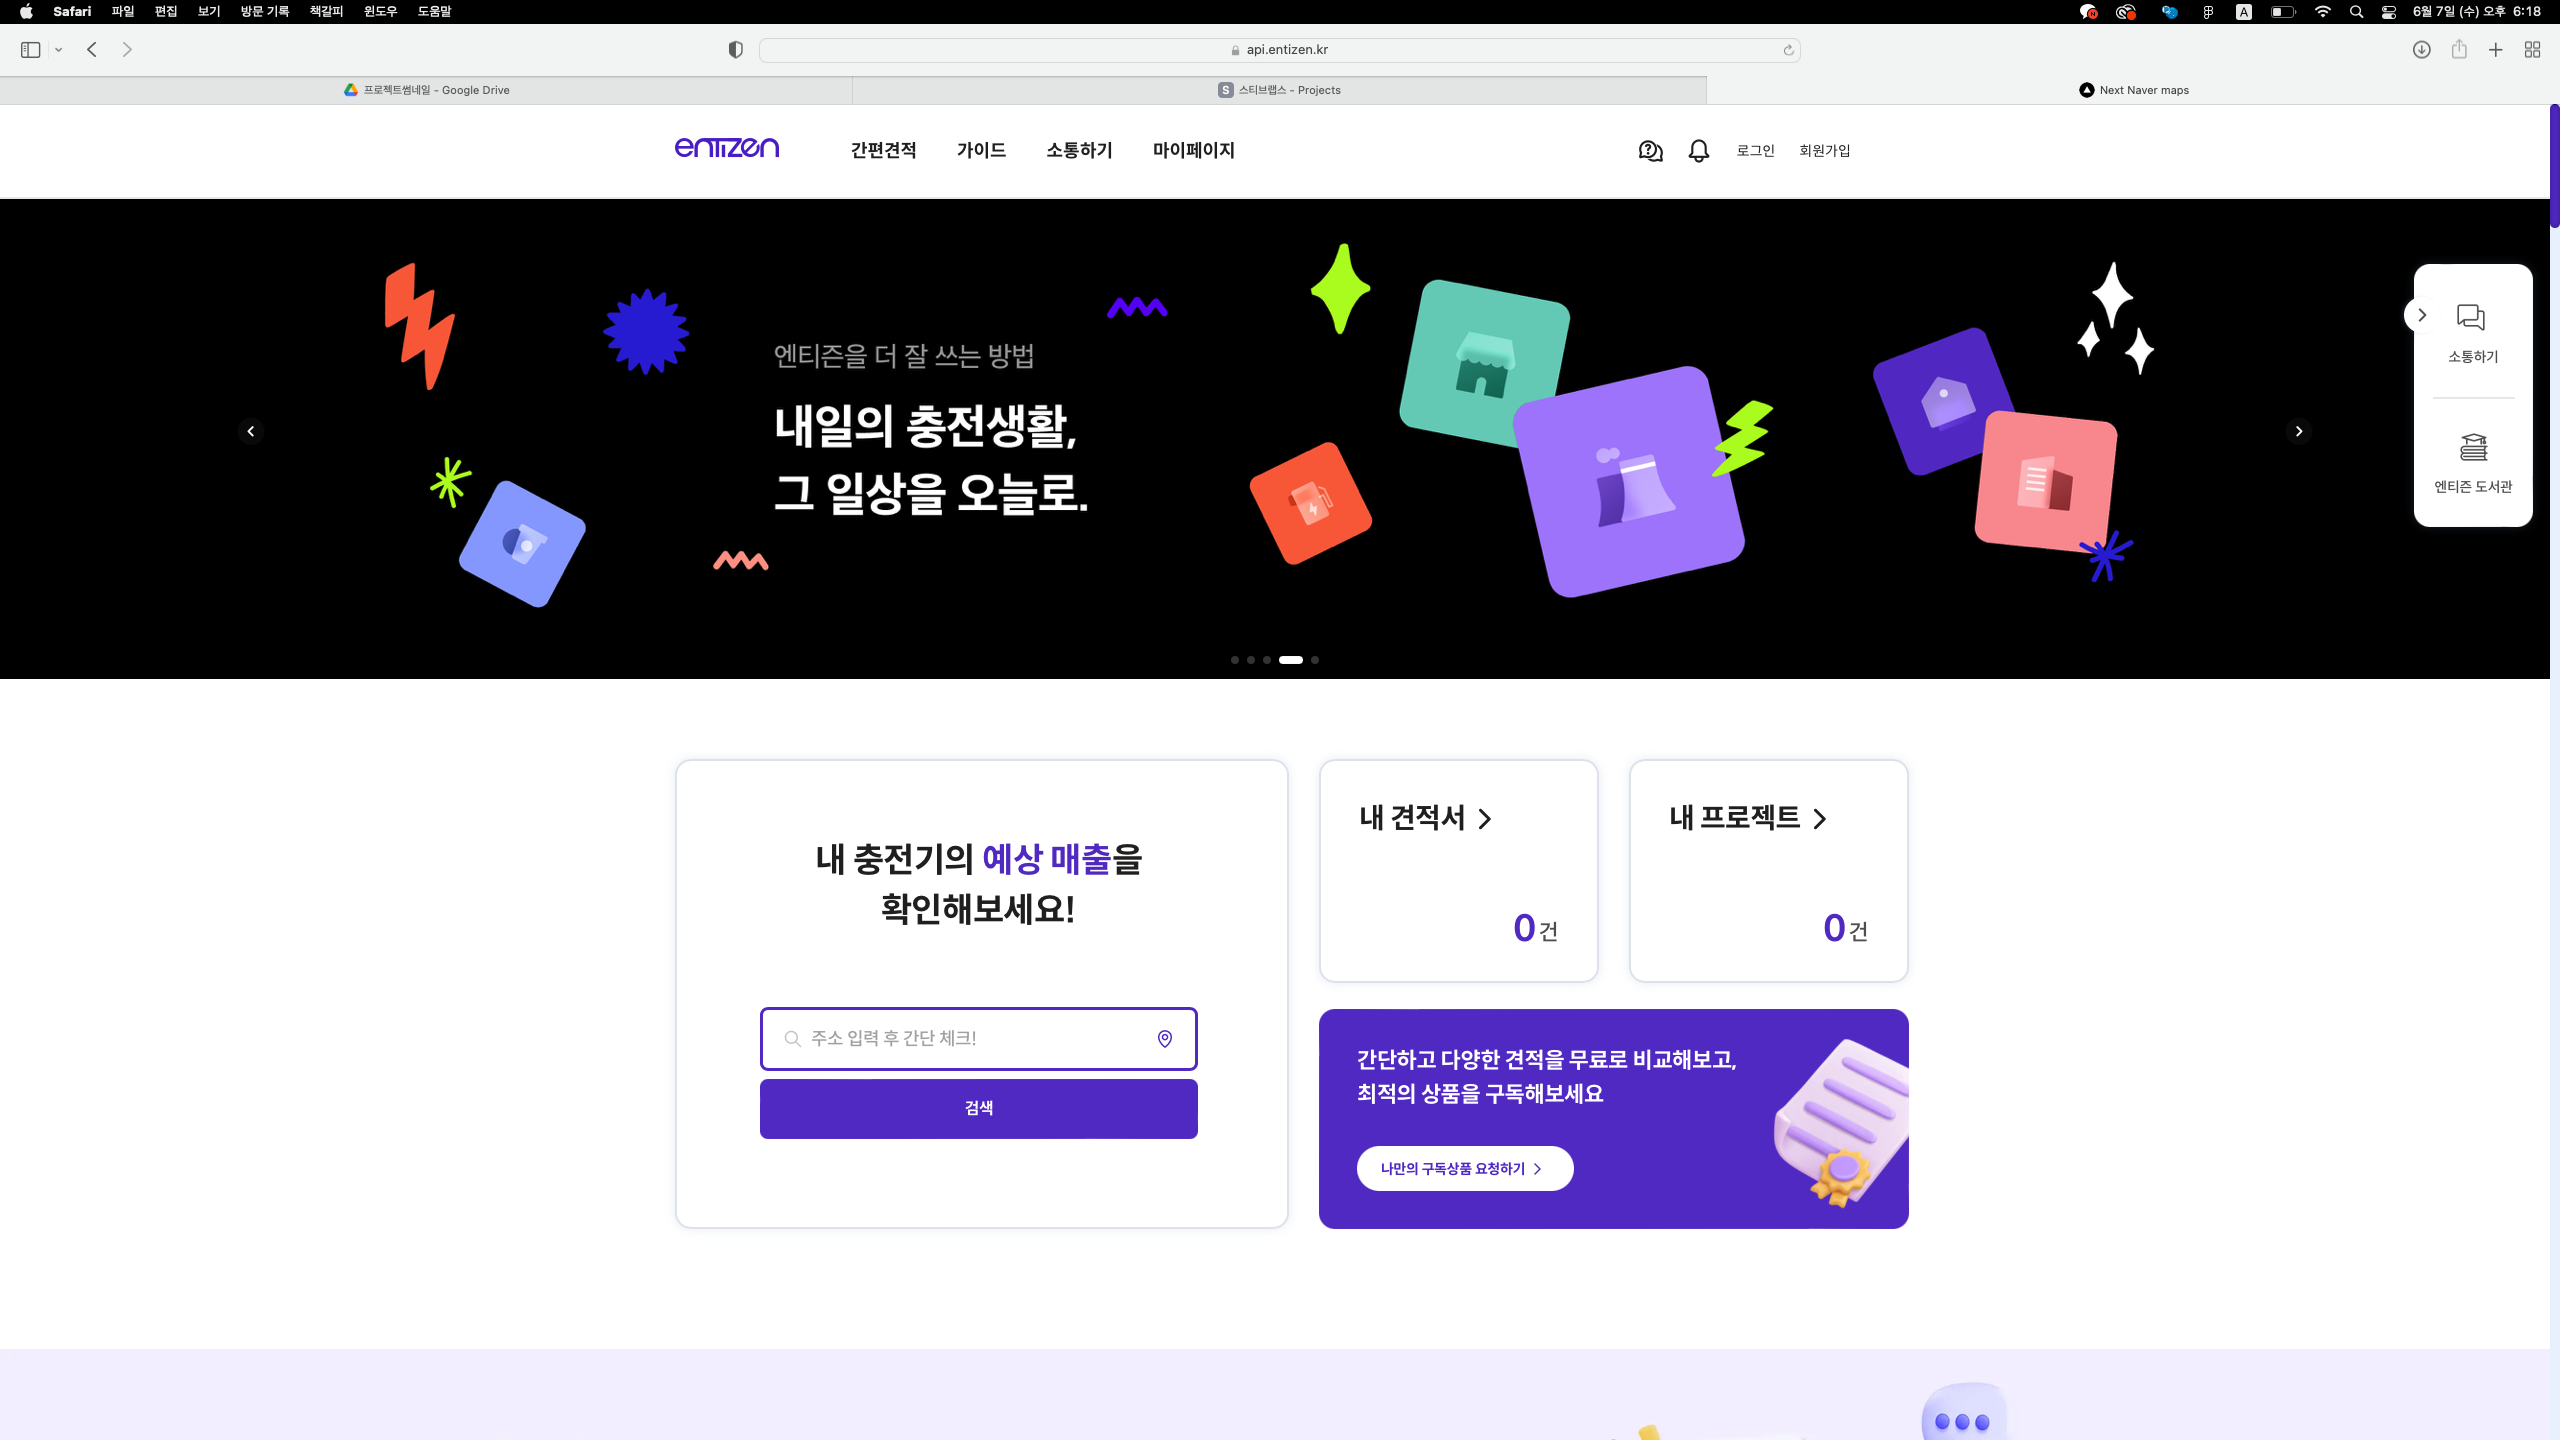 Safari 파일 편집 보기 방문 기록 책갈피 윈도우 도움말
A 6월 7일 (수) 오후 6:18
api.entizen.kr
프로젝트썸네일 - Google Drive
S 스티브랩스 - Projects
Next Naver maps
entizen 간편견적 가이드 소통하기 마이페이지 로그인 회원가입
엔티즌을 더 잘 쓰는 방법
내일의 충전생활,
그 일상을 오늘로.
소통하기
엔티즌 도서관
내 충전기의 예상 매출을
확인해보세요!
주소 입력 후 간단 체크!
검색
내 견적서
0건
내 프로젝트
0건
간단하고 다양한 견적을 무료로 비교해보고,
최적의 상품을 구독해보세요
나만의 구독상품 요청하기